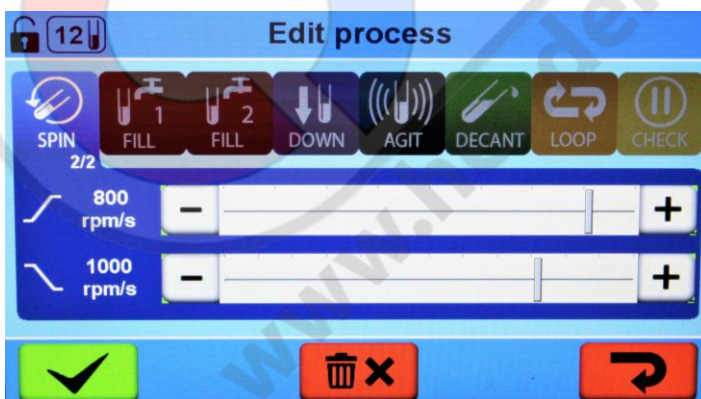 12 Edit process
1 2
SPIN FILL FILL DOWN AGIT DECANT LOOP CHECK
2/2
800
rpm/s
1000
rpm/s